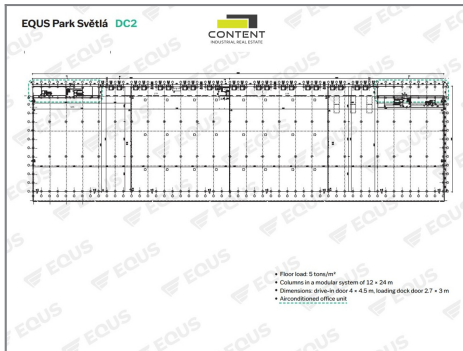 EQUS Park Světlá DC2
CONTENT
INDUSTRIAL REAL ESTATE
• Floor load: 5 tons/m²
• Columns in a modular system of 12 × 24 m
• Dimensions: drive-in door 4 × 4.5 m, loading dock door 2.7 × 3 m
• Airconditioned office unit
EQUS